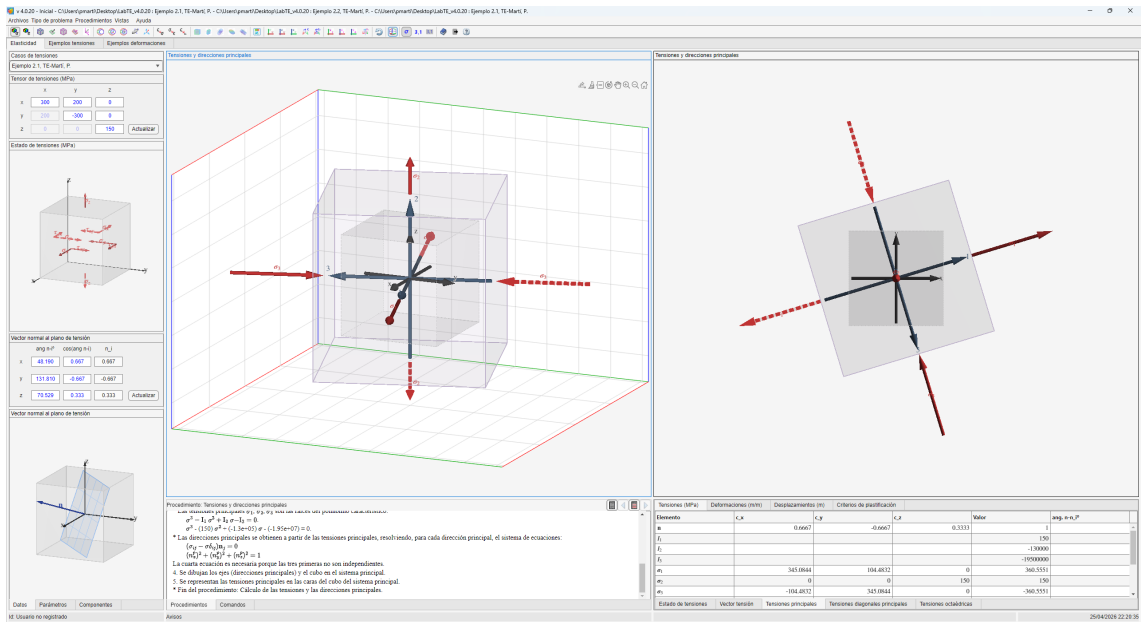 v 4.0.20 - Inicial - C:\Users\pmarti\Desktop\LabTE_v4.0.20 : Ejemplo 2.1, TE-Martí, P. - C:\Users\pmarti\Desktop\LabTE_v4.0.20 : Ejemplo 2.2, TE-Martí, P. - C:\Users\pmarti\Desktop\LabTE_v4.0.20 : Ejemplo 2.1, TE-Martí, P.
Archivos Tipo de problema Procedimientos Vistas Ayuda
Elasticidad Ejemplos tensiones Ejemplos deformaciones
Casos de tensiones
Ejemplo 2.1, TE-Martí, P.
Tensor de tensiones (MPa)
x y z
x 300 200 0
y 200 -300 0
z 0 0 150 Actualizar
Estado de tensiones (MPa)
z
x
y
Vector normal al plano de tensión
ang n-iº cos(ang n-i) n_i
x 48.190 0.667 0.667
y 131.810 -0.667 -0.667
z 70.529 0.333 0.333 Actualizar
Vector normal al plano de tensión
z
n
x
y
Datos Parámetros Componentes
Tensiones y direcciones principales
σ₂
2
z
σ₃
3
x
y
σ₃
σ₂
Tensiones y direcciones principales
Procedimiento: Tensiones y direcciones principales
σ³ − I₁ σ² + I₂ σ−I₃ = 0
σ³ - (150) σ² + (-1.3e+05) σ - (-1.95e+07) = 0.
* Las direcciones principales se obtienen a partir de las tensiones principales, resolviendo, para cada dirección principal, el sistema de ecuaciones:
La cuarta ecuación es necesaria porque las tres primeras no son independientes.
4. Se dibujan los ejes (direcciones principales) y el cubo en el sistema principal.
5. Se representan las tensiones principales en las caras del cubo del sistema principal.
* Fin del procedimiento: Cálculo de las tensiones y las direcciones principales.
Procedimientos Comandos
Tensiones (MPa) Deformaciones (mm/m) Desplazamientos (m) Criterios de plastificación
Elemento c_x c_y c_z Valor ang. n-n_iº
n 0.6667 -0.6667 0.3333 1
I₁ 150
I₂ -130000
I₃ -19500000
σ₁ 345.0844 104.4832 0 360.5551
σ₂ 0 0 150 150
σ₃ -104.4832 345.0844 0 -360.5551
Estado de tensiones Vector tensión Tensiones principales Tensiones diagonales principales Tensiones octaédricas
Id: Usuario no registrado
Avisos
25/04/2026 22:20:35